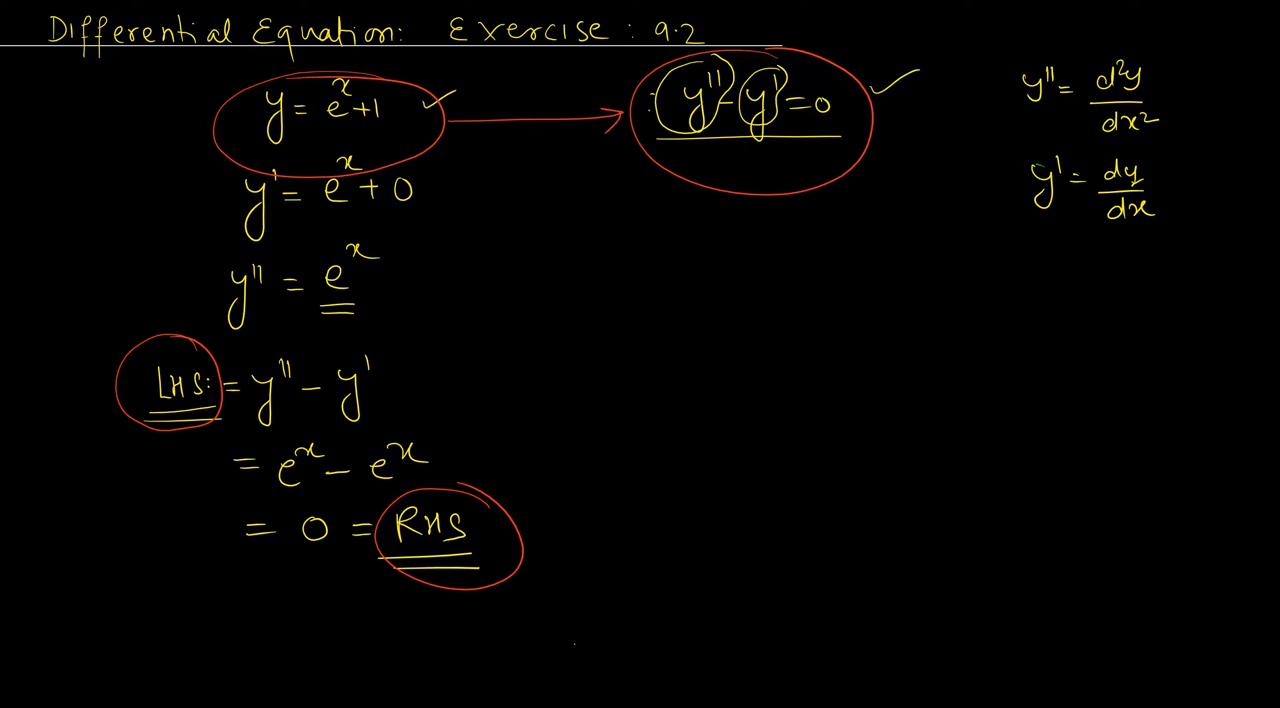 Differential Equation: Exercise: 9.2
y = e^x + 1
y'' - y' = 0
y'' = d²y/dx²
y' = dy/dx
y' = e^x + 0
y'' = e^x
LHS: = y'' - y'
= e^x - e^x
= 0 = RHS